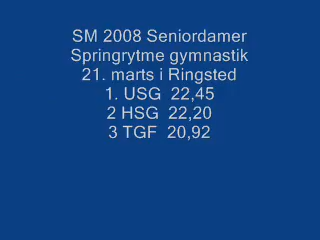 SM 2008 Seniordamer
Springrytme gymnastik
21. marts i Ringsted
1. USG  22,45
2 HSG  22,20
3 TGF  20,92